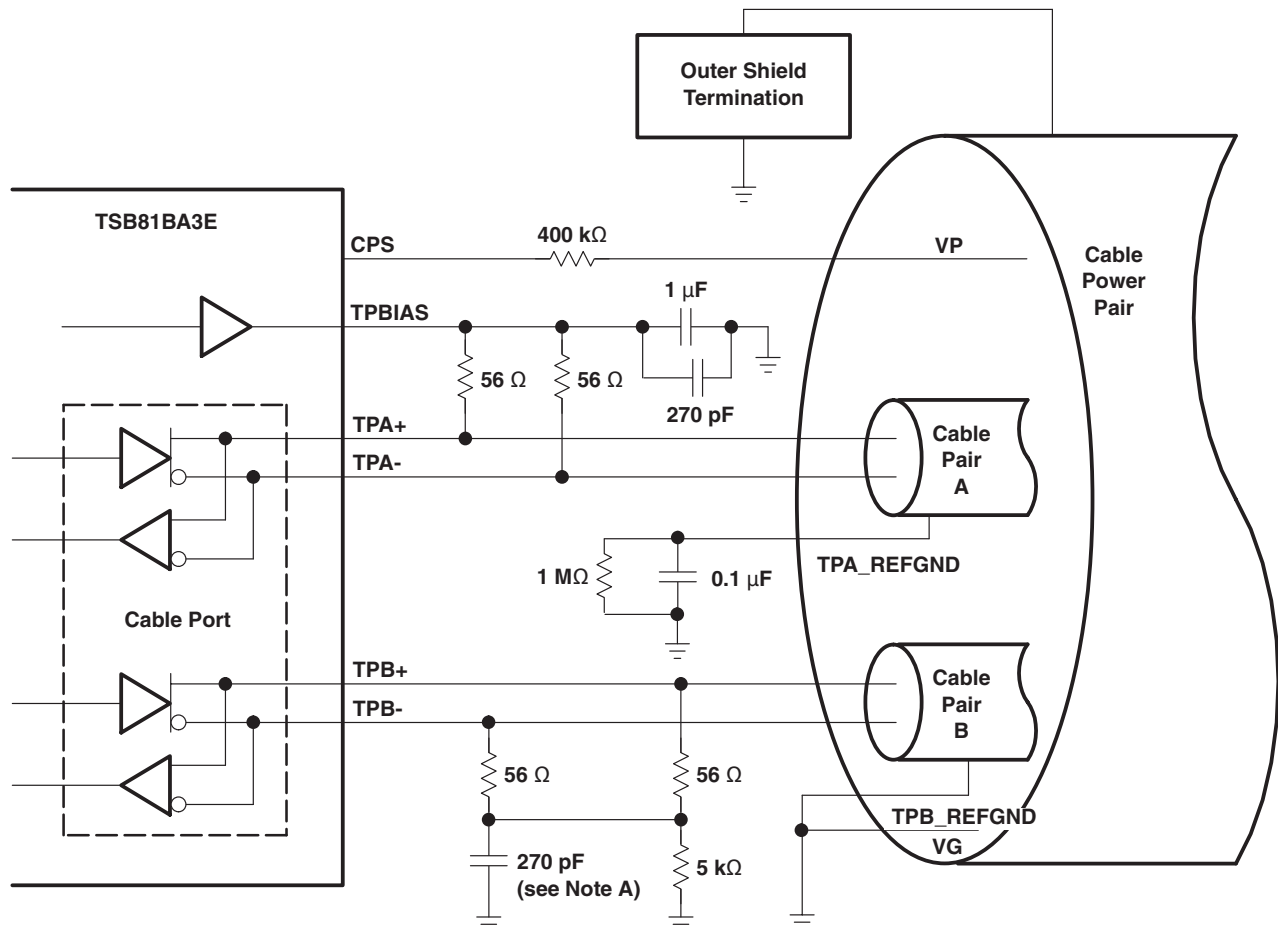 Outer Shield
Termination
TSB81BA3E
CPS
400 kΩ
VP
Cable
Power
Pair
TPBIAS
1 µF
56 Ω
56 Ω
270 pF
TPA+
TPA-
Cable
Pair
A
1 MΩ
0.1 µF
TPA_REFGND
Cable Port
TPB+
TPB-
Cable
Pair
B
56 Ω
56 Ω
TPB_REFGND
VG
270 pF
(see Note A)
5 kΩ